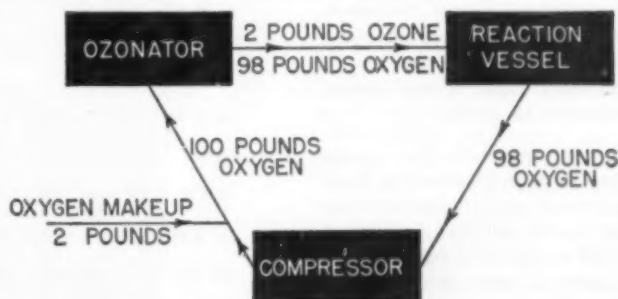 OZONATOR
2 POUNDS OZONE
98 POUNDS OXYGEN
REACTION
VESSEL
100 POUNDS
OXYGEN
98 POUNDS
OXYGEN
OXYGEN MAKEUP
2 POUNDS
COMPRESSOR